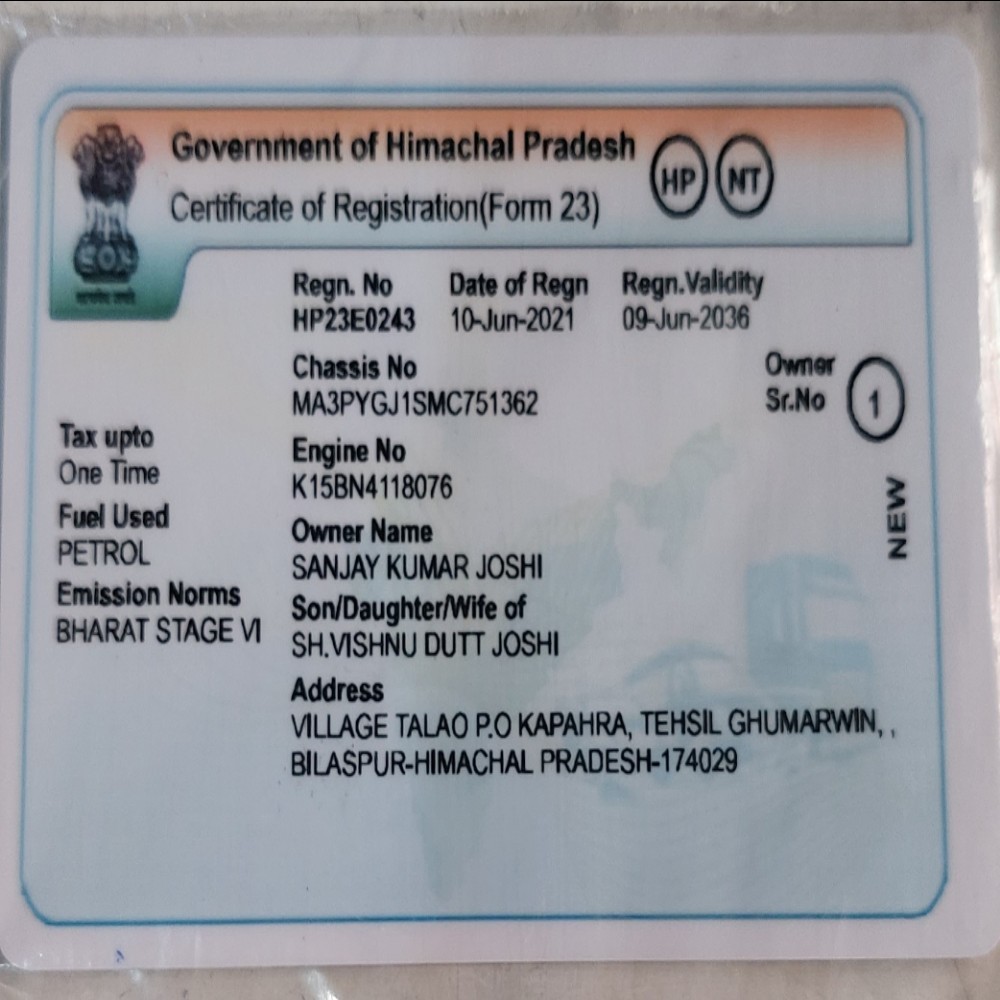 Government of Himachal Pradesh
Certificate of Registration(Form 23)
HP NT
Regn. No Date of Regn Regn.Validity
HP23E0243 10-Jun-2021 09-Jun-2036
Chassis No
MA3PYGJ1SMC751362
Owner
Sr.No 1
Tax upto
One Time
Engine No
K15BN4118076
NEW
Fuel Used
PETROL
Owner Name
SANJAY KUMAR JOSHI
Emission Norms
BHARAT STAGE VI
Son/Daughter/Wife of
SH.VISHNU DUTT JOSHI
Address
VILLAGE TALAO P.O KAPAHRA, TEHSIL GHUMARWIN, ,
BILASPUR-HIMACHAL PRADESH-174029